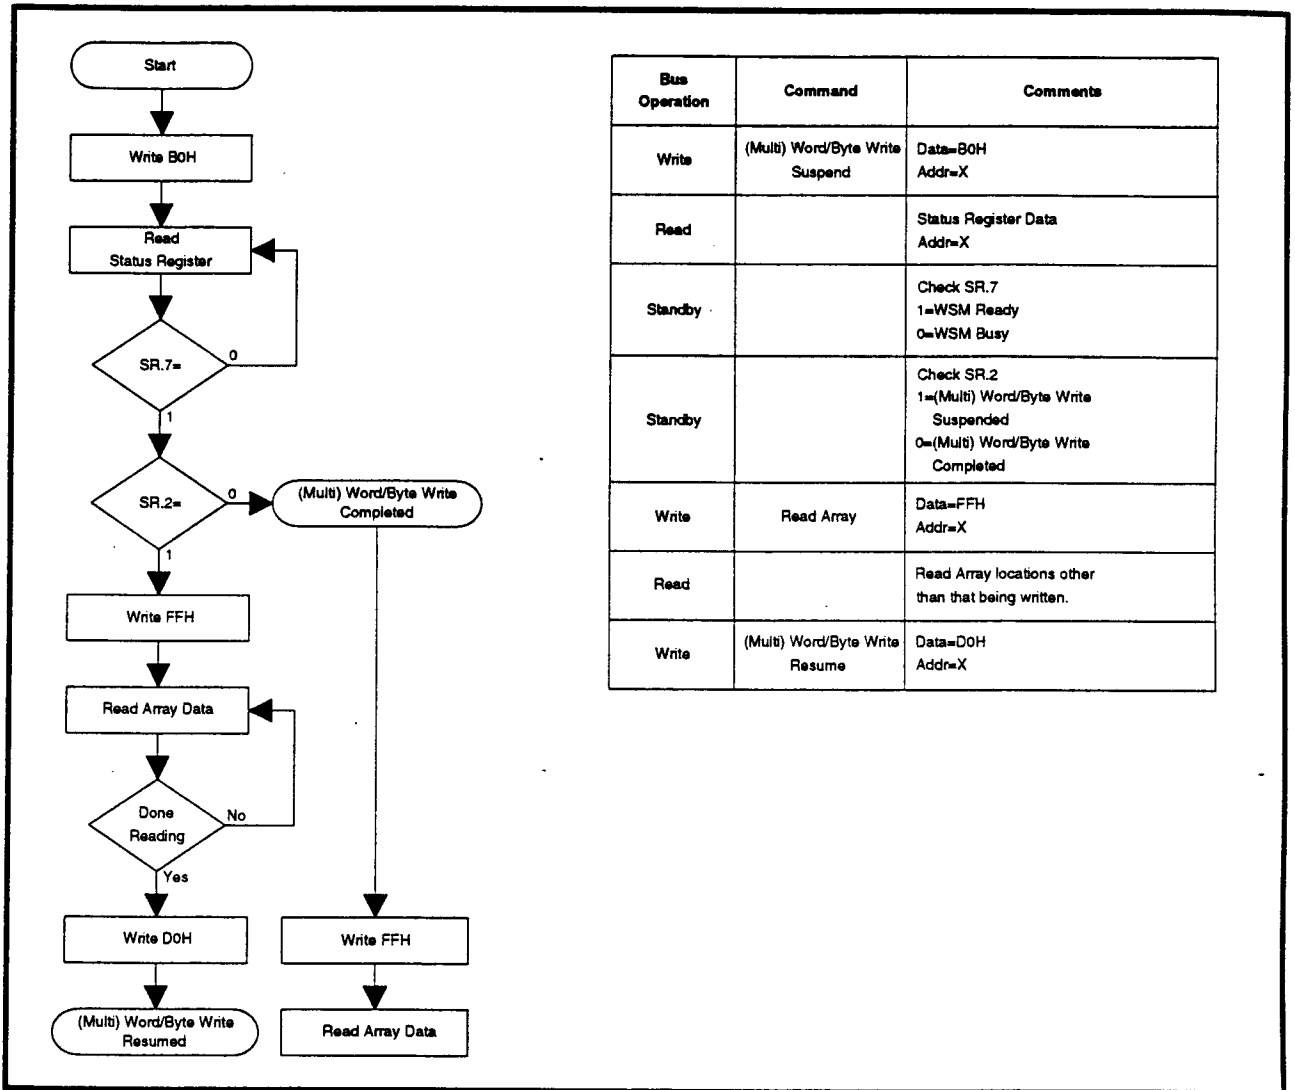 Start
Write B0H
Read
Status Register
SR.7=
0
1
SR.2=
0
(Multi) Word/Byte Write
Completed
1
Write FFH
Read Array Data
Done
Reading
No
Yes
Write D0H
(Multi) Word/Byte Write
Resumed
Write FFH
Read Array Data
Bus
Operation
Command
Comments
Write
(Multi) Word/Byte Write
Suspend
Data=B0H
Addr=X
Read
Status Register Data
Addr=X
Standby
Check SR.7
1=WSM Ready
0=WSM Busy
Standby
Check SR.2
1=(Multi) Word/Byte Write
Suspended
0=(Multi) Word/Byte Write
Completed
Write
Read Array
Data=FFH
Addr=X
Read
Read Array locations other
than that being written.
Write
(Multi) Word/Byte Write
Resume
Data=D0H
Addr=X